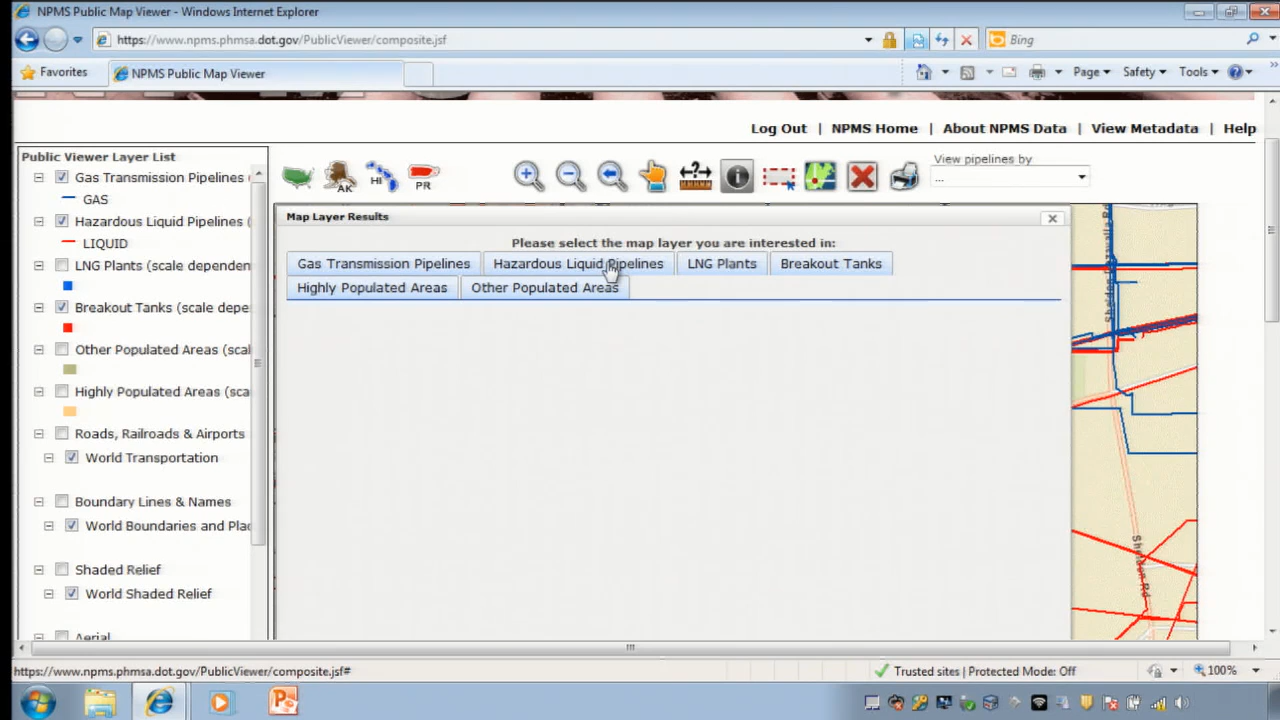 NPMS Public Map Viewer - Windows Internet Explorer
https://www.npms.phmsa.dot.gov/PublicViewer/composite.jsf
Bing
Favorites
NPMS Public Map Viewer
Page
Safety
Tools
Log Out | NPMS Home | About NPMS Data | View Metadata | Help
Public Viewer Layer List
Gas Transmission Pipelines (
GAS
Hazardous Liquid Pipelines (
LIQUID
LNG Plants (scale dependen
Breakout Tanks (scale depe
Other Populated Areas (scal
Highly Populated Areas (sca
Roads, Railroads & Airports
World Transportation
Boundary Lines & Names
World Boundaries and Plac
Shaded Relief
World Shaded Relief
Aerial
AK
HI
PR
View pipelines by
...
Map Layer Results
Please select the map layer you are interested in:
Gas Transmission Pipelines
Hazardous Liquid Pipelines
LNG Plants
Breakout Tanks
Highly Populated Areas
Other Populated Areas
Sheldon Rd
https://www.npms.phmsa.dot.gov/PublicViewer/composite.jsf#
Trusted sites | Protected Mode: Off
100%